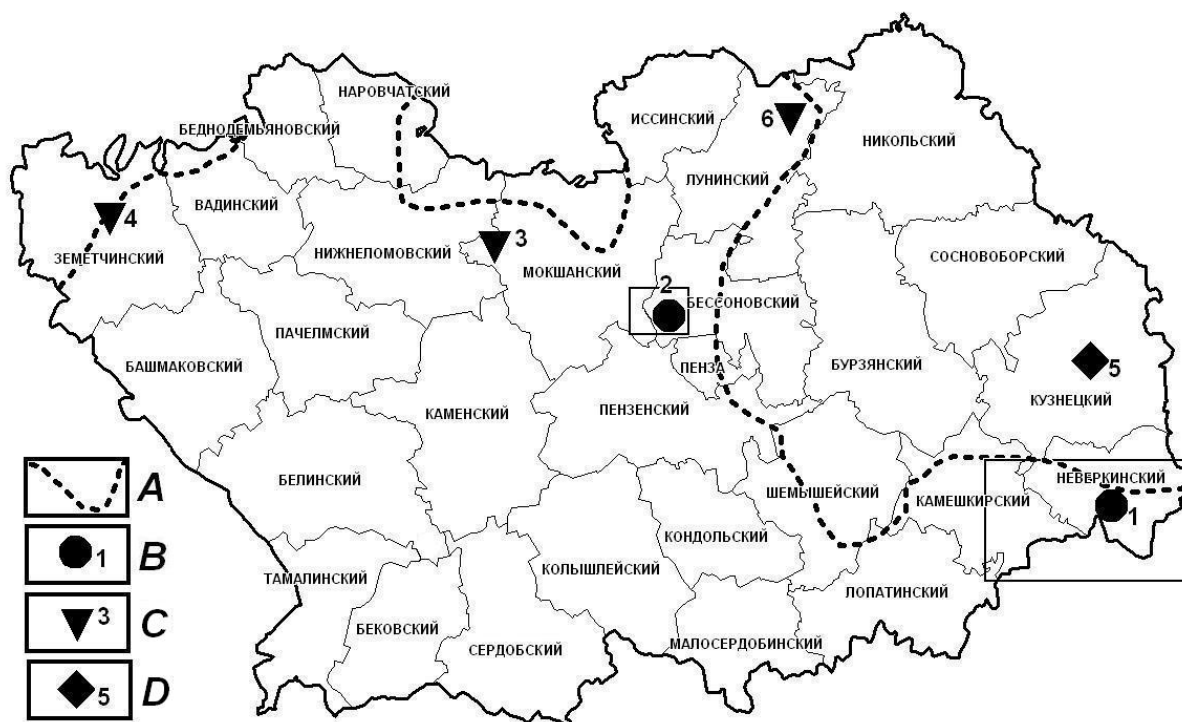 НАРОВЧАТСКИЙ
ИССИНСКИЙ
6
БЕДНОДЕМЬЯНОВСКИЙ
НИКОЛЬСКИЙ
ЛУНИНСКИЙ
ВАДИНСКИЙ
4
3
ЗЕМЕТЧИНСКИЙ
НИЖНЕЛОМОВСКИЙ
МОКШАНСКИЙ
СОСНОВОБОРСКИЙ
2
БЕССОНОВСКИЙ
ПАЧЕЛМСКИЙ
БАШМАКОВСКИЙ
ПЕНЗА
БУРЗЯНСКИЙ
5
КУЗНЕЦКИЙ
КАМЕНСКИЙ
ПЕНЗЕНСКИЙ
БЕЛИНСКИЙ
НЕВЕРКИНСКИЙ
ШЕМЫШЕЙСКИЙ
КАМЕШКИРСКИЙ
1
КОНДОЛЬСКИЙ
КОЛЫШЛЕЙСКИЙ
ТАМАЛИНСКИЙ
ЛОПАТИНСКИЙ
БЕКОВСКИЙ
СЕРДОБСКИЙ
МАЛОСЕРДОБИНСКИЙ
A
1 B
3 C
5 D